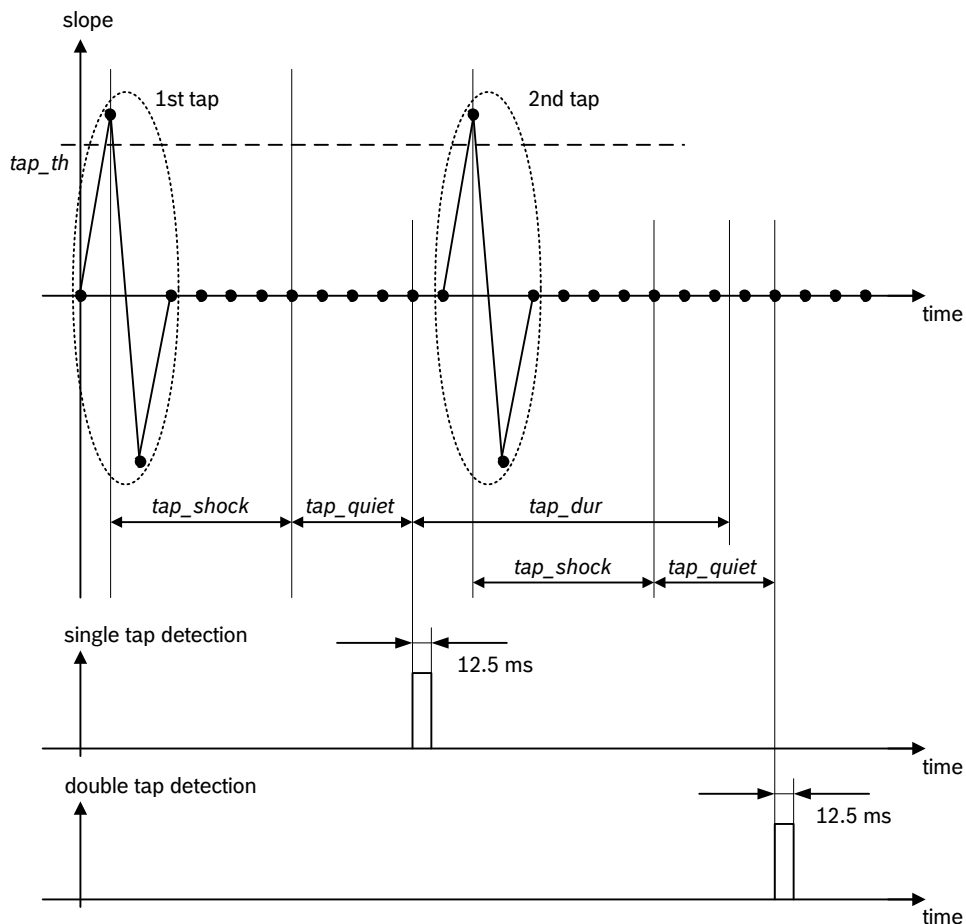 slope
1st tap
2nd tap
tap_th
time
tap_shock
tap_quiet
tap_dur
tap_shock
tap_quiet
single tap detection
12.5 ms
time
double tap detection
12.5 ms
time